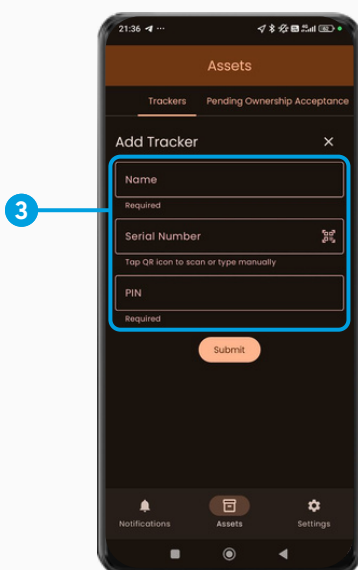 21:36
Assets
Trackers Pending Ownership Acceptance
Add Tracker
Name
Required
3
Serial Number
Tap QR icon to scan or type manually
PIN
Required
Submit
Notifications Assets Settings